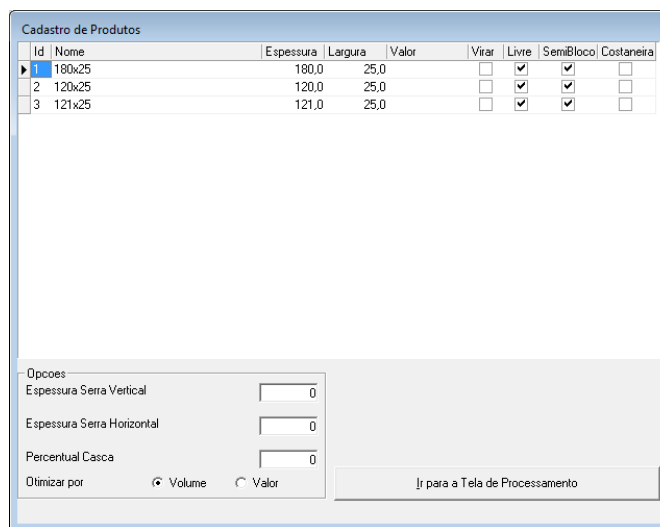 Cadastro de Produtos
Id Nome Espessura Largura Valor Virar Livre SemiBloco Costaneira
1 180x25 180,0 25,0
2 120x25 120,0 25,0
3 121x25 121,0 25,0
Opcoes
Espessura Serra Vertical 0
Espessura Serra Horizontal 0
Percentual Casca 0
Otimizar por Volume Valor
Ir para a Tela de Processamento